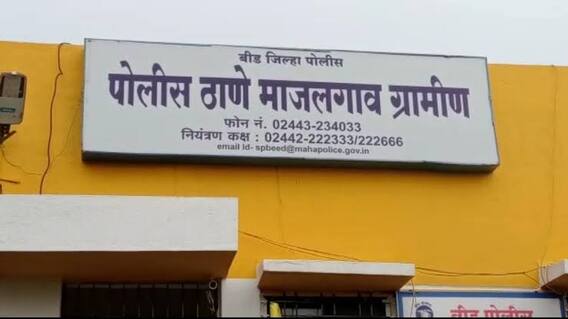 बीड जिल्हा पोलीस
पोलीस ठाणे माजलगाव ग्रामीण
फोन नं. 02443-234033
नियंत्रण कक्ष : 02442-222333/222666
email Id- spbeed@mahapolice.gov.in
बीड पोलीस